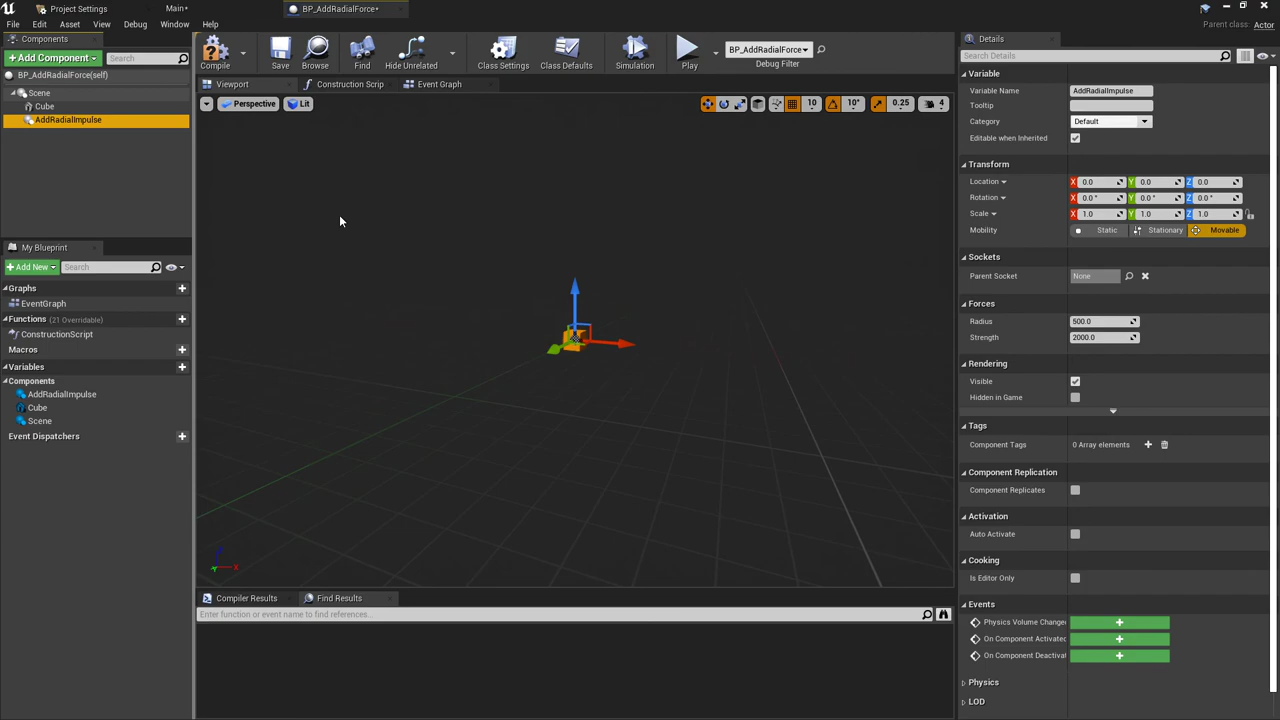 Project Settings
Main*
BP_AddRadialForce*
File Edit Asset View Debug Window Help
Parent class: Actor
Components
+ Add Component
Search
BP_AddRadialForce(self)
Scene
Cube
AddRadialImpulse
My Blueprint
+ Add New
Search
Graphs
EventGraph
Functions (21 Overridable)
ConstructionScript
Macros
Variables
Components
AddRadialImpulse
Cube
Scene
Event Dispatchers
Compile
Save
Browse
Find
Hide Unrelated
Class Settings
Class Defaults
Simulation
Play
BP_AddRadialForce
Debug Filter
Viewport
Construction Scrip
Event Graph
Perspective
Lit
10
10°
0.25
4
X
Compiler Results
Find Results
Enter function or event name to find references...
Details
Search Details
Variable
Variable Name AddRadialImpulse
Tooltip
Category Default
Editable when Inherited
Transform
Location X 0.0 Y 0.0 Z 0.0
Rotation X 0.0 ° Y 0.0 ° Z 0.0 °
Scale X 1.0 Y 1.0 Z 1.0
Mobility Static Stationary Movable
Sockets
Parent Socket None
Forces
Radius 500.0
Strength 2000.0
Rendering
Visible
Hidden in Game
Tags
Component Tags 0 Array elements
Component Replication
Component Replicates
Activation
Auto Activate
Cooking
Is Editor Only
Events
Physics Volume Change
On Component Activated
On Component Deactivat
Physics
LOD